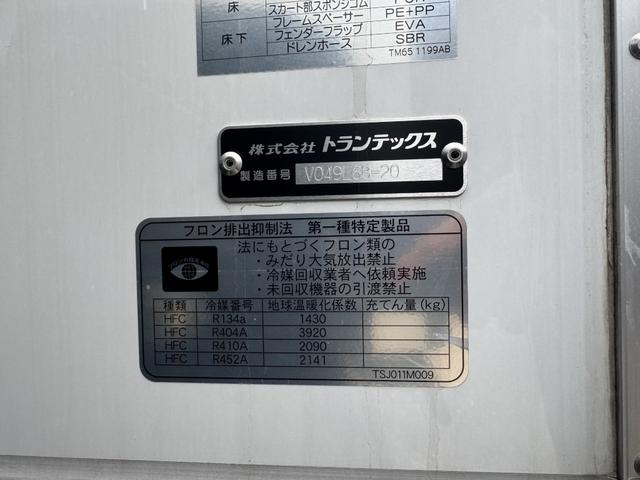 床 スカート部スポンジゴム
フレームスペーサー PE+PP
床下 フェンダーフラップ EVA
ドレンホース SBR
TM65 1199AB
株式会社 トランテックス
製造番号
フロン排出抑制法 第一種特定製品
法にもとづくフロン類の
・みだり大気放出禁止
・冷媒回収業者へ依頼実施
・未回収機器の引渡禁止
種類 冷媒番号 地球温暖化係数 充てん量(kg)
HFC R134a 1430
HFC R404A 3920
HFC R410A 2090
HFC R452A 2141
TSJ011M009